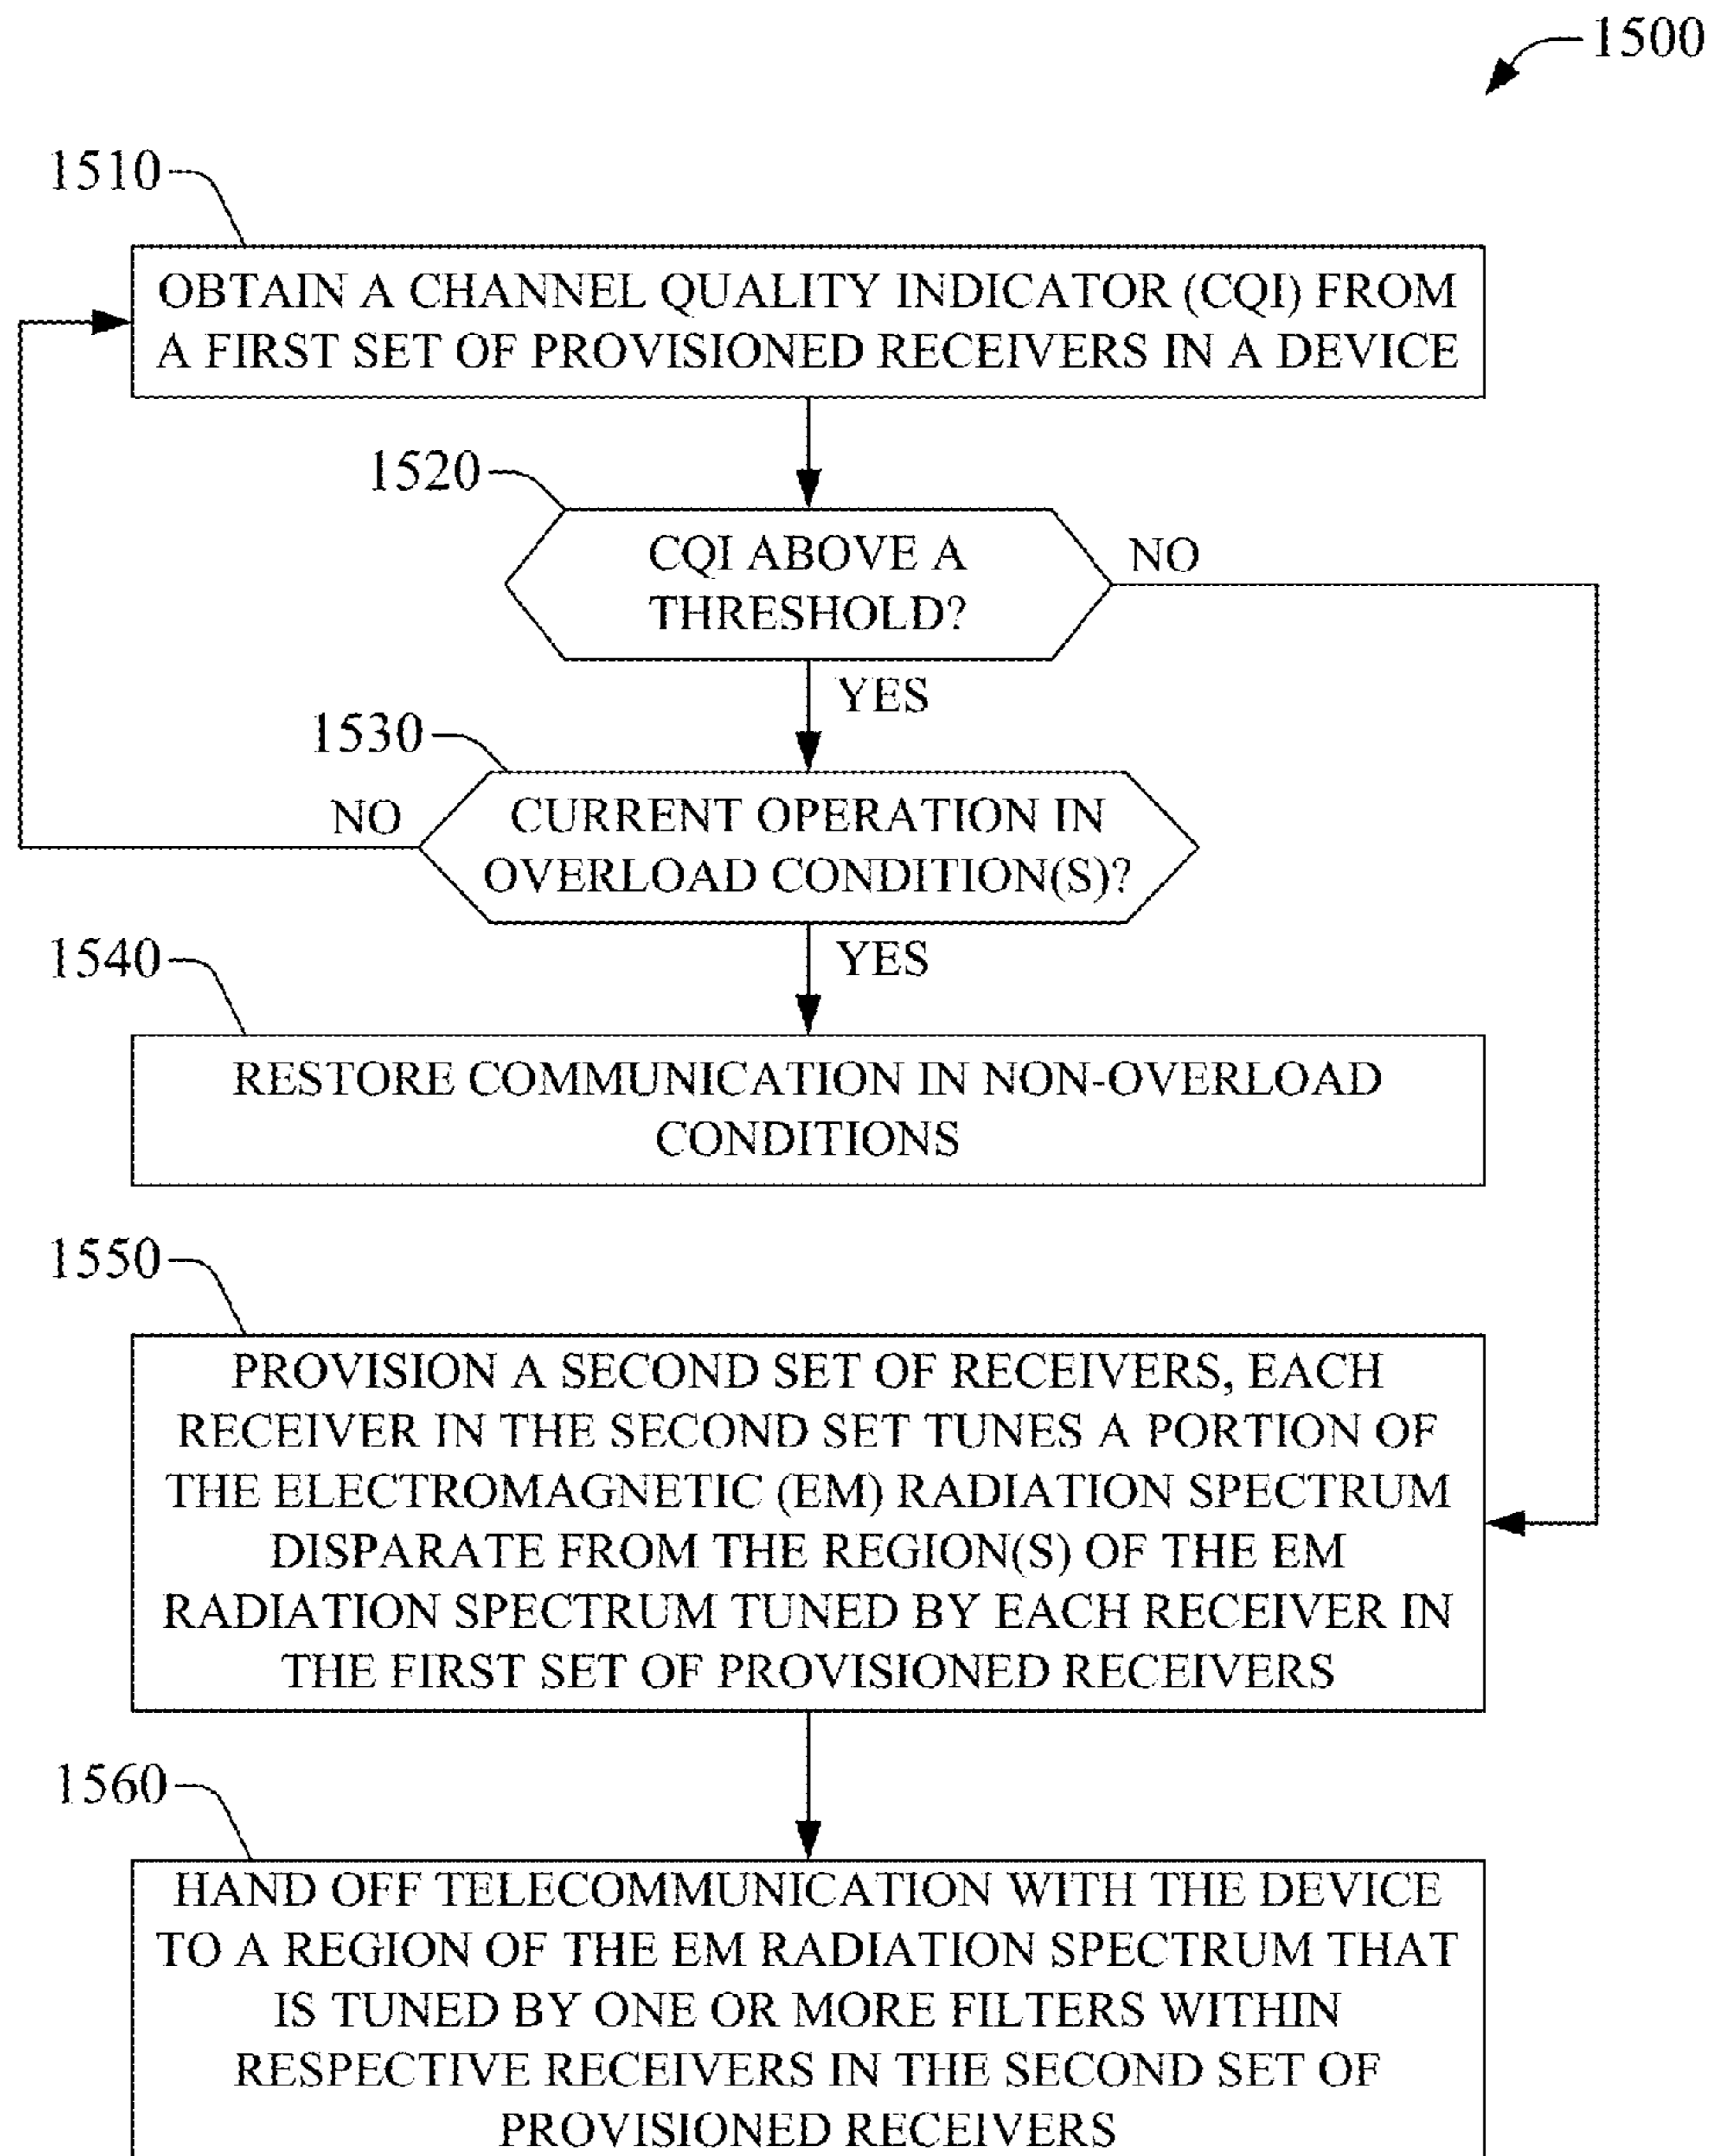 1500
1510
OBTAIN A CHANNEL QUALITY INDICATOR (CQI) FROM
A FIRST SET OF PROVISIONED RECEIVERS IN A DEVICE
1520
CQI ABOVE A
THRESHOLD?
NO
YES
1530
NO
CURRENT OPERATION IN
OVERLOAD CONDITION(S)?
YES
1540
RESTORE COMMUNICATION IN NON-OVERLOAD
CONDITIONS
1550
PROVISION A SECOND SET OF RECEIVERS, EACH
RECEIVER IN THE SECOND SET TUNES A PORTION OF
THE ELECTROMAGNETIC (EM) RADIATION SPECTRUM
DISPARATE FROM THE REGION(S) OF THE EM
RADIATION SPECTRUM TUNED BY EACH RECEIVER IN
THE FIRST SET OF PROVISIONED RECEIVERS
1560
HAND OFF TELECOMMUNICATION WITH THE DEVICE
TO A REGION OF THE EM RADIATION SPECTRUM THAT
IS TUNED BY ONE OR MORE FILTERS WITHIN
RESPECTIVE RECEIVERS IN THE SECOND SET OF
PROVISIONED RECEIVERS